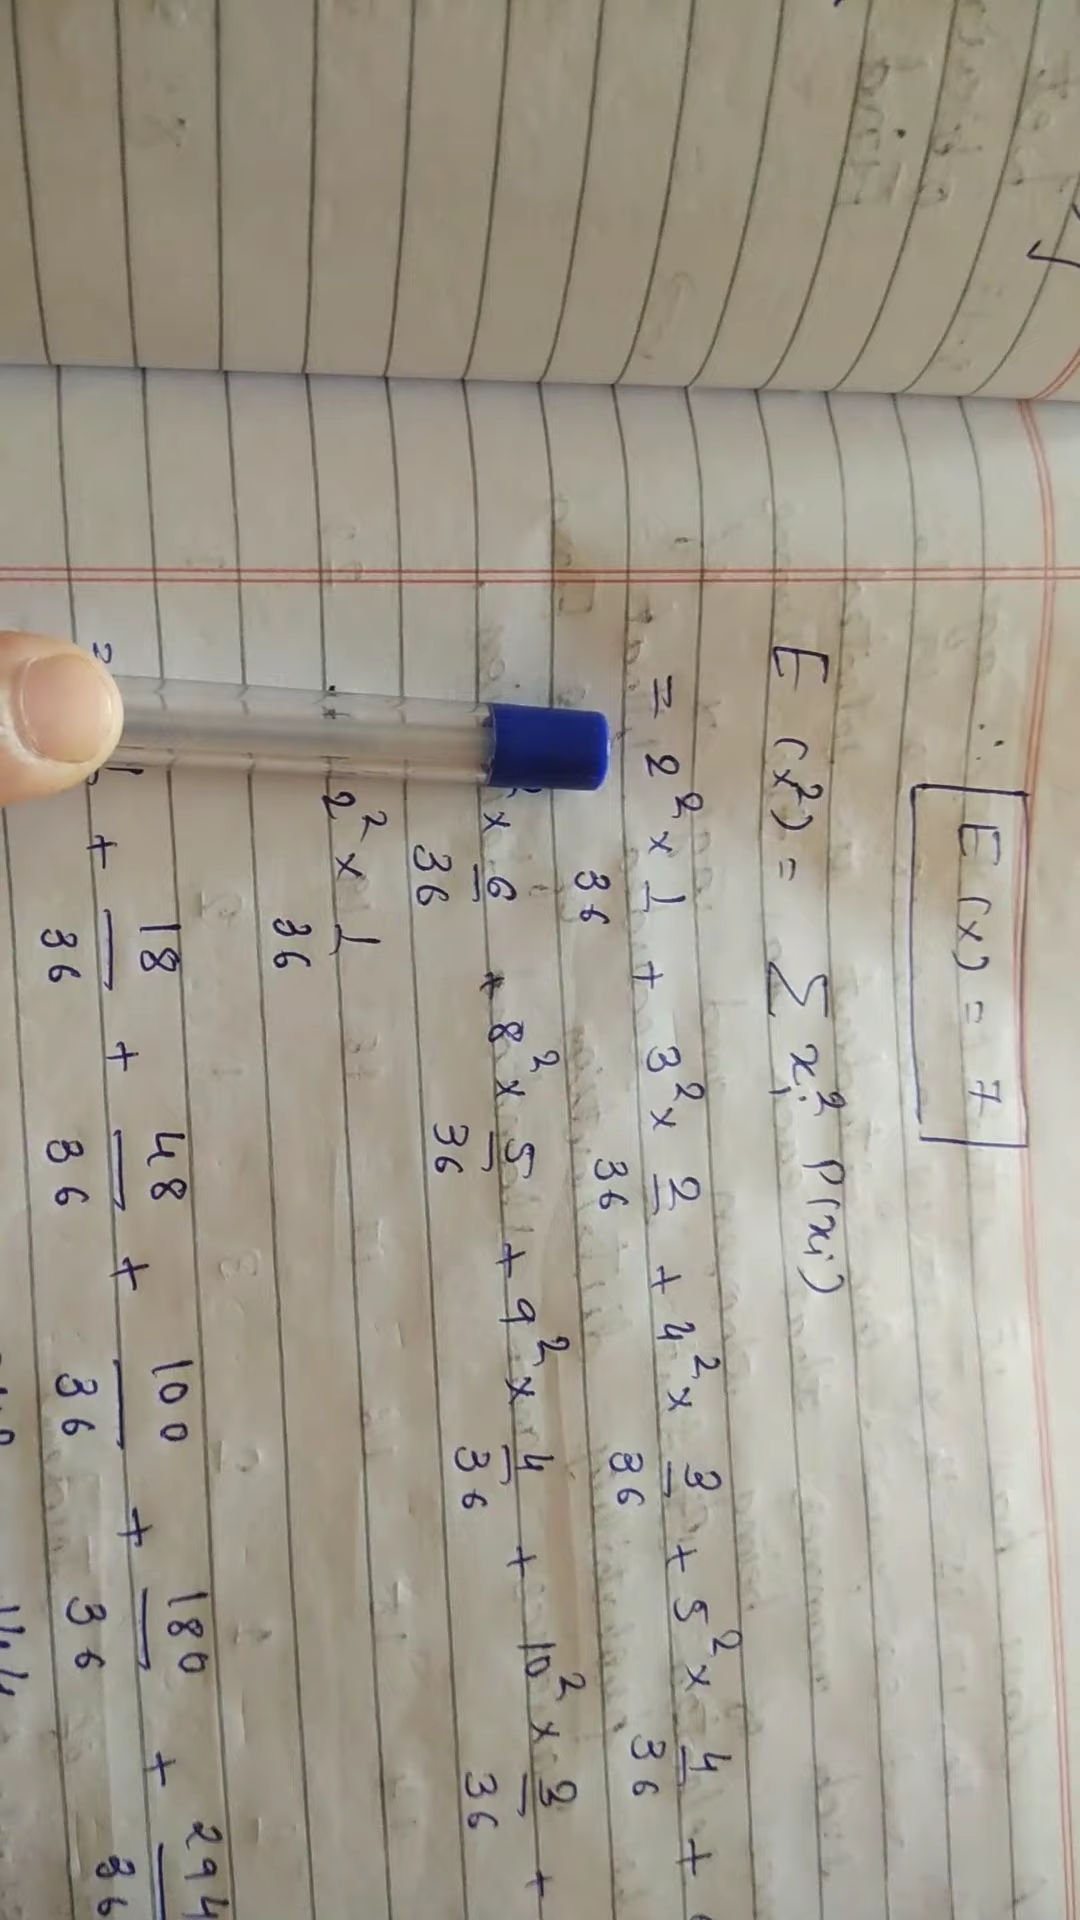 ∴ E(x) = 7
E(x²) = Σ xᵢ² P(xᵢ)
= 2² × 1/36 + 3² × 2/36 + 4² × 3/36 + 5² × 4/36 +
² × 6/36 + 8² × 5/36 + 9² × 4/36 + 10² × 3/36 +
2² × 1/36
+ 18/36 + 48/36 + 100/36 + 180/36 + 294/36